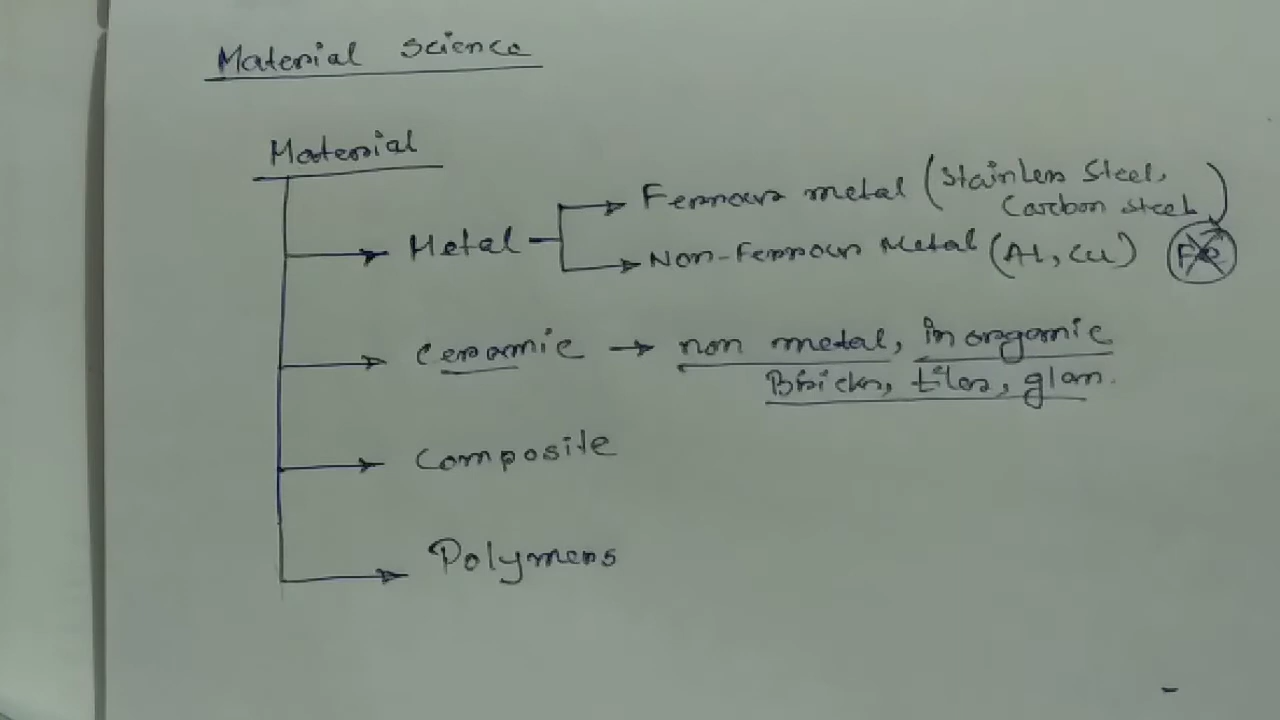 Material Science
Material
Metal
Ferrous metal (Stainless Steel,
Carbon steel)
Non-Ferrous Metal (Al, Cu)
Fe
Ceramic → non metal, inorganic
Bricks, tiles, glass.
Composite
Polymers